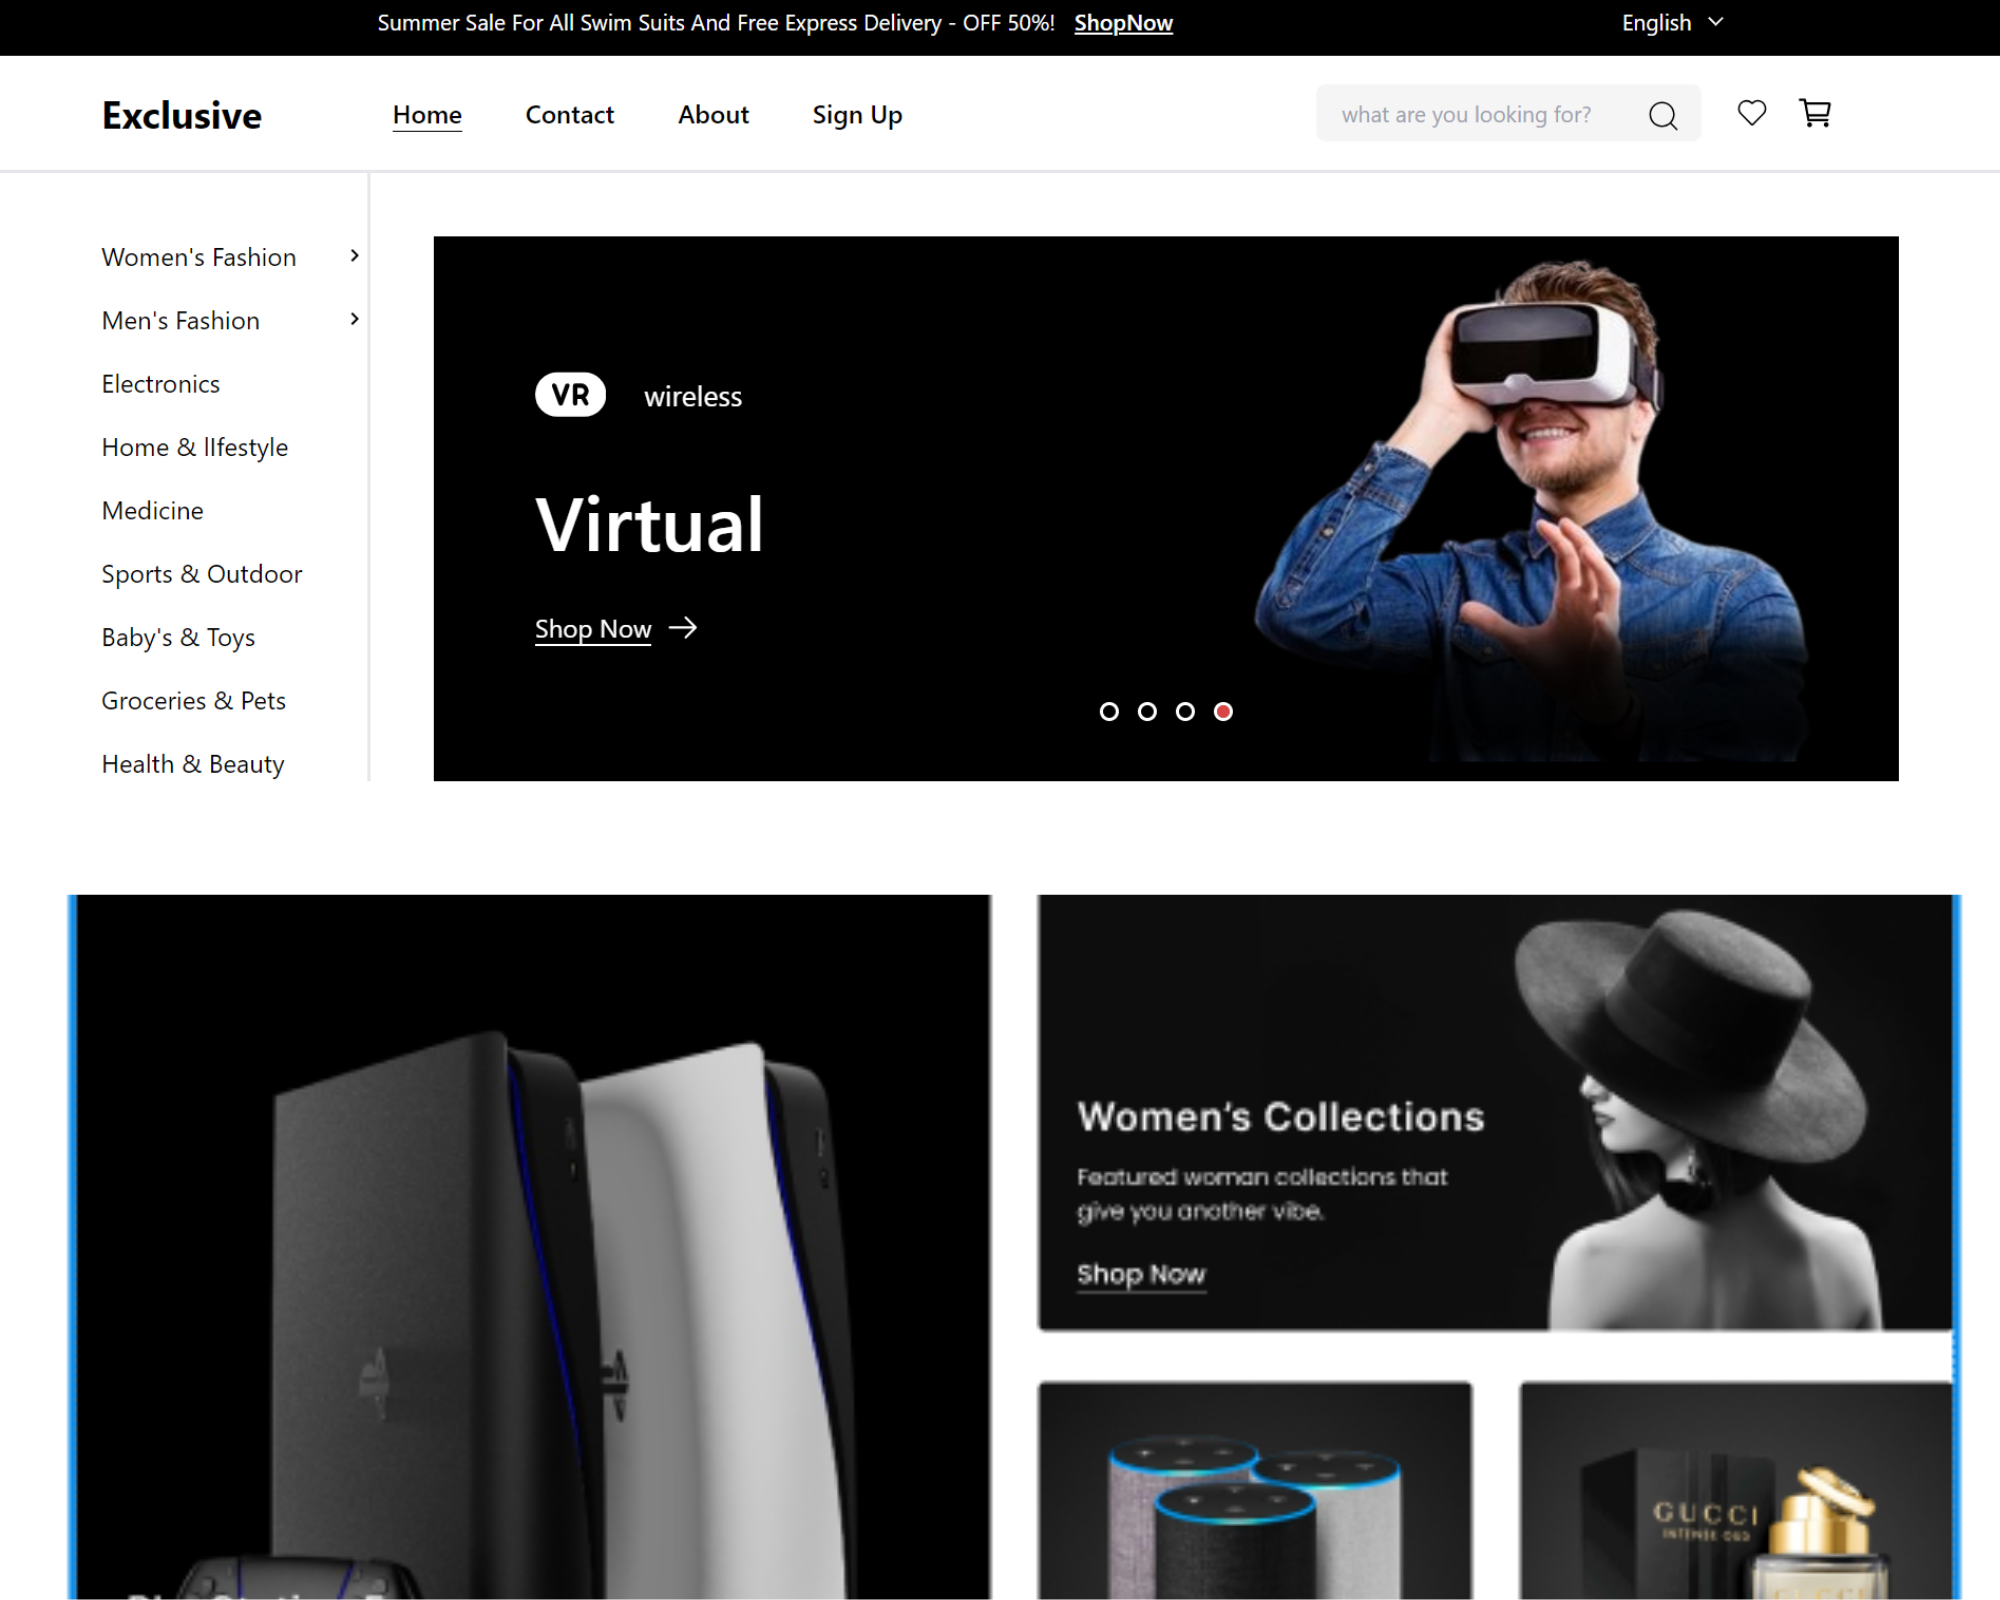 Summer Sale For All Swim Suits And Free Express Delivery - OFF 50%! ShopNow English
Exclusive Home Contact About Sign Up what are you looking for?
Women's Fashion
Men's Fashion
Electronics
Home & lIfestyle
Medicine
Sports & Outdoor
Baby's & Toys
Groceries & Pets
Health & Beauty
VR wireless
Virtual
Shop Now
Women's Collections
Featured woman collections that
give you another vibe.
Shop Now
GUCCI
INTENSE OUD
GUCCI